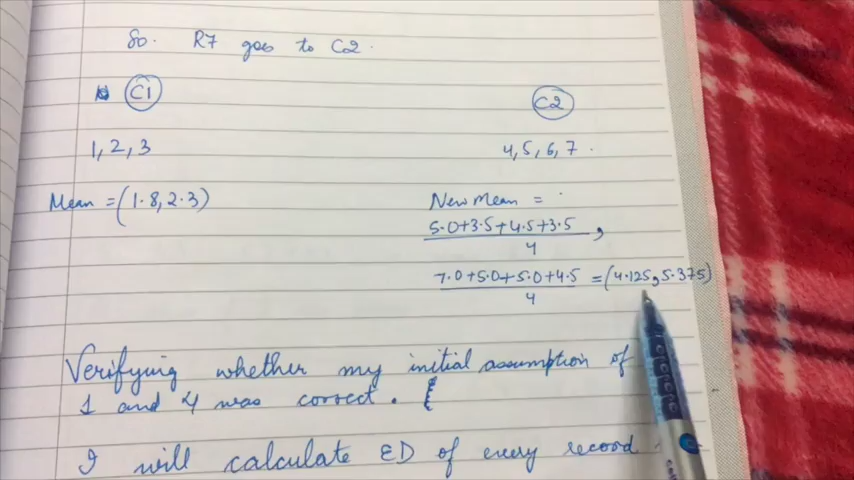 So. R7 goes to C2.
C1
C2
1, 2, 3
4, 5, 6, 7.
Mean = (1.8, 2.3)
New Mean =
5.0+3.5+4.5+3.5
4
,
7.0+5.0+5.0+4.5
4
= (4.125, 5.375)
Verifying whether my initial assumption of
1 and 4 was correct.
I will calculate ED of every record